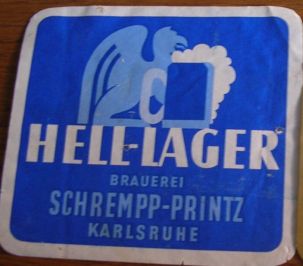 HELL-LAGER
BRAUEREI
SCHREMPP-PRINTZ
KARLSRUHE